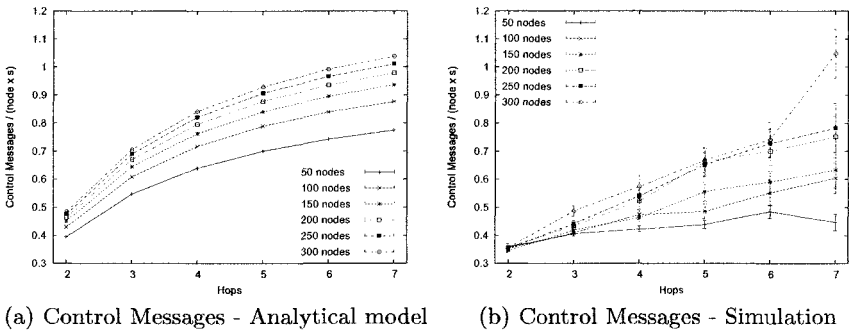 Control Messages / (node x s)
1.2
1.1
1
0.9
0.8
0.7
0.6
0.5
0.4
0.3
50 nodes
100 nodes
150 nodes
200 nodes
250 nodes
300 nodes
2 3 4 5 6 7
Hops
(a) Control Messages - Analytical model
Control Messages / (node x s)
1.2
1.1
1
0.9
0.8
0.7
0.6
0.5
0.4
0.3
50 nodes
100 nodes
150 nodes
200 nodes
250 nodes
300 nodes
2 3 4 5 6 7
Hops
(b) Control Messages - Simulation